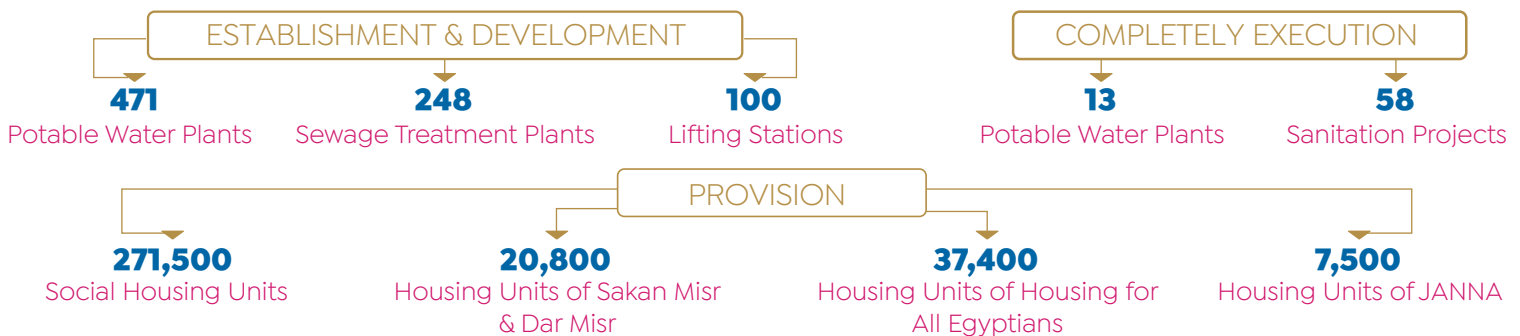 ESTABLISHMENT & DEVELOPMENT
471
Potable Water Plants
248
Sewage Treatment Plants
100
Lifting Stations
COMPLETELY EXECUTION
13
Potable Water Plants
58
Sanitation Projects
PROVISION
271,500
Social Housing Units
20,800
Housing Units of Sakan Misr
& Dar Misr
37,400
Housing Units of Housing for
All Egyptians
7,500
Housing Units of JANNA